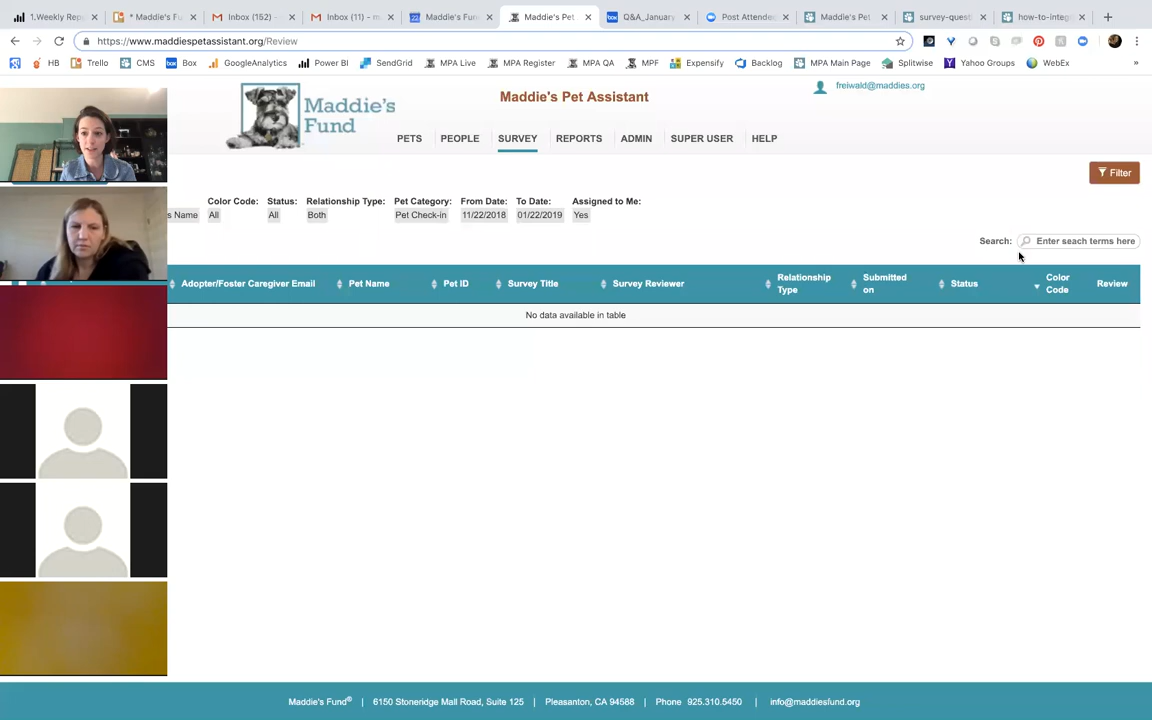 1.Weekly Rep
* Maddie's Fu
Inbox (152) -
Inbox (11) - m
Maddie's Fun
Maddie's Pet
Q&A_January
Post Attended
Maddie's Pet
survey-quest
how-to-integ
https://www.maddiespetassistant.org/Review
HB
Trello
CMS
Box
GoogleAnalytics
Power BI
SendGrid
MPA Live
MPA Register
MPA QA
MPF
Expensify
Backlog
MPA Main Page
Splitwise
Yahoo Groups
WebEx
»
Maddie's
Fund
Maddie's Pet Assistant
freiwald@maddies.org
PETS PEOPLE SURVEY REPORTS ADMIN SUPER USER HELP
Filter
Color Code: Status: Relationship Type: Pet Category: From Date: To Date: Assigned to Me:
s Name All All Both Pet Check-in 11/22/2018 01/22/2019 Yes
Search: Enter seach terms here
Adopter/Foster Caregiver Email Pet Name Pet ID Survey Title Survey Reviewer Relationship Type Submitted on Status Color Code Review
No data available in table
Maddie's Fund® | 6150 Stoneridge Mall Road, Suite 125 | Pleasanton, CA 94588 | Phone 925.310.5450 | info@maddiesfund.org